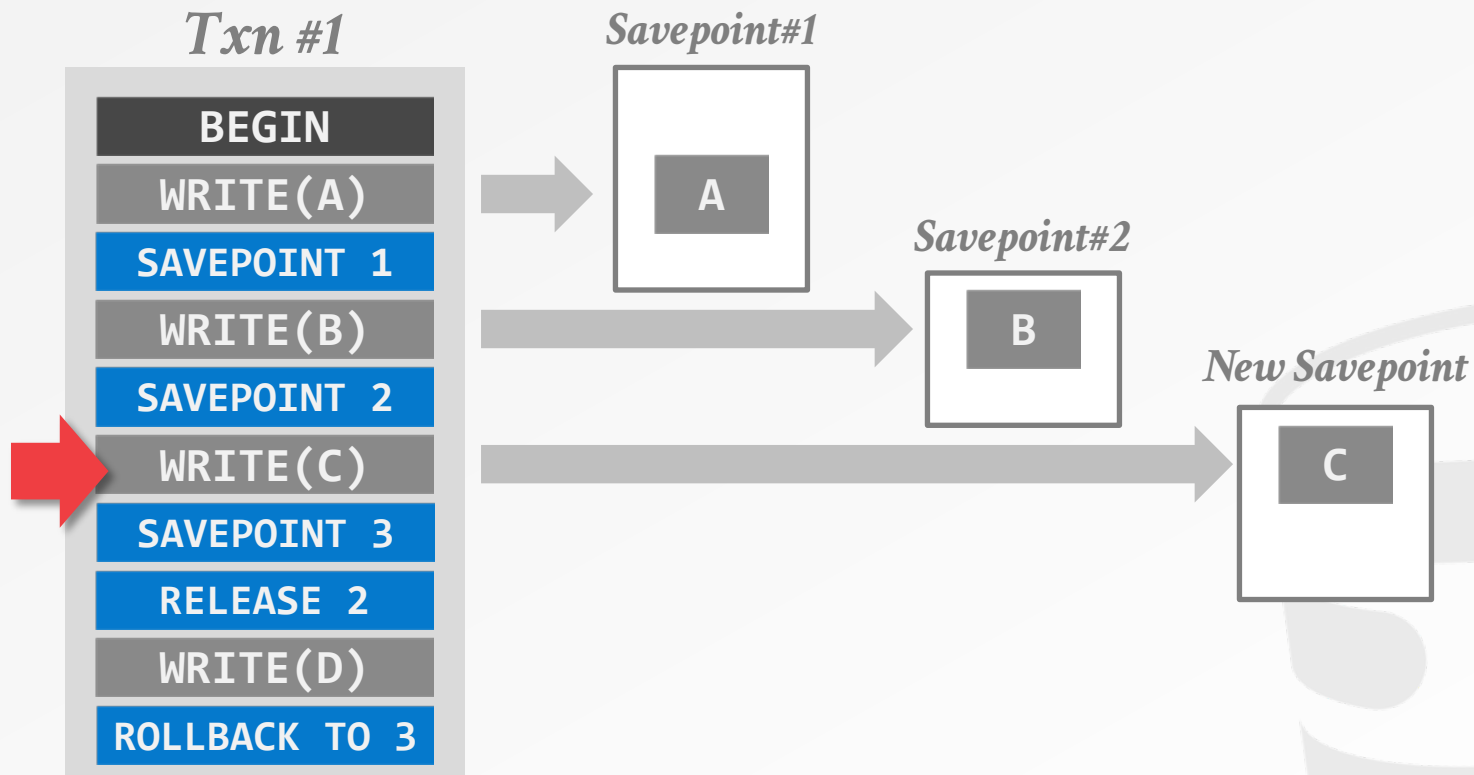 Txn #1
BEGIN
WRITE(A)
SAVEPOINT 1
WRITE(B)
SAVEPOINT 2
WRITE(C)
SAVEPOINT 3
RELEASE 2
WRITE(D)
ROLLBACK TO 3
Savepoint#1
A
Savepoint#2
B
New Savepoint
C